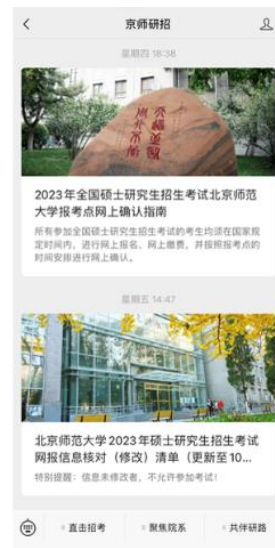 京师研招
星期四 18:38
2023年全国硕士研究生招生考试北京师范
大学报考点网上确认指南
所有参加全国硕士研究生招生考试的考生均须在国家规
定时间内，进行网上报名、网上缴费，并按照报考点的
时间安排进行网上确认。
星期五 14:47
北京师范大学2023年硕士研究生招生考试
网报信息核对（修改）清单（更新至10...
特别提醒：信息未修改者，不允许参加考试！
直击招考
聚焦院系
共伴研路